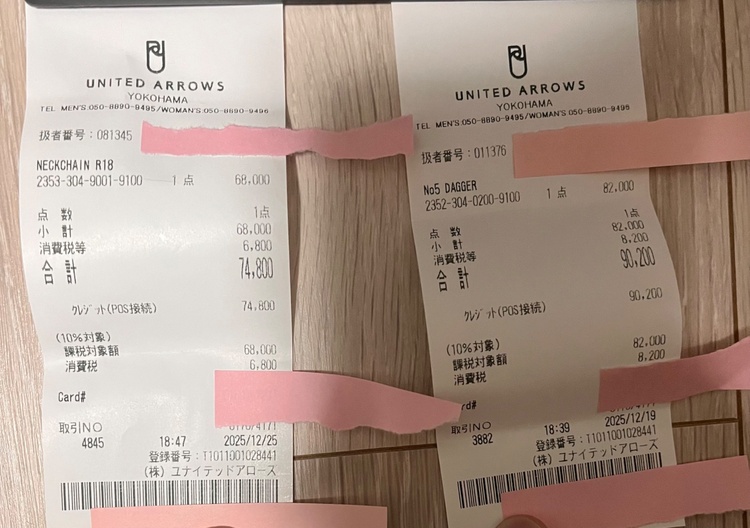 UNITED ARROWS
YOKOHAMA
TEL MEN'S:050-8890-9495/WOMAN'S:050-8890-9496
扱者番号:081345
NECKCHAIN R18
2353-304-9001-9100 1 点 68,000
点 数 1点
小 計 68,000
消費税等 6,800
合 計 74,800
クレジット(POS接続) 74,800
(10%対象)
課税対象額 68,000
消費税 6,800
Card#
取引NO
4845 18:47 2025/12/25
登録番号:T1011001028441
(株) ユナイテッドアローズ
UNITED ARROWS
YOKOHAMA
TEL MEN'S:050-8890-9495/WOMAN'S:050-8890-9496
扱者番号:011376
No5 DAGGER
2352-304-0200-9100 1 点 82,000
点 数 1点
小 計 82,000
消費税等 8,200
合 計 90,200
クレジット(POS接続) 90,200
(10%対象)
課税対象額 82,000
消費税 8,200
取引NO
3882 18:39 2025/12/19
登録番号:T1011001028441
(株) ユナイテッドアローズ